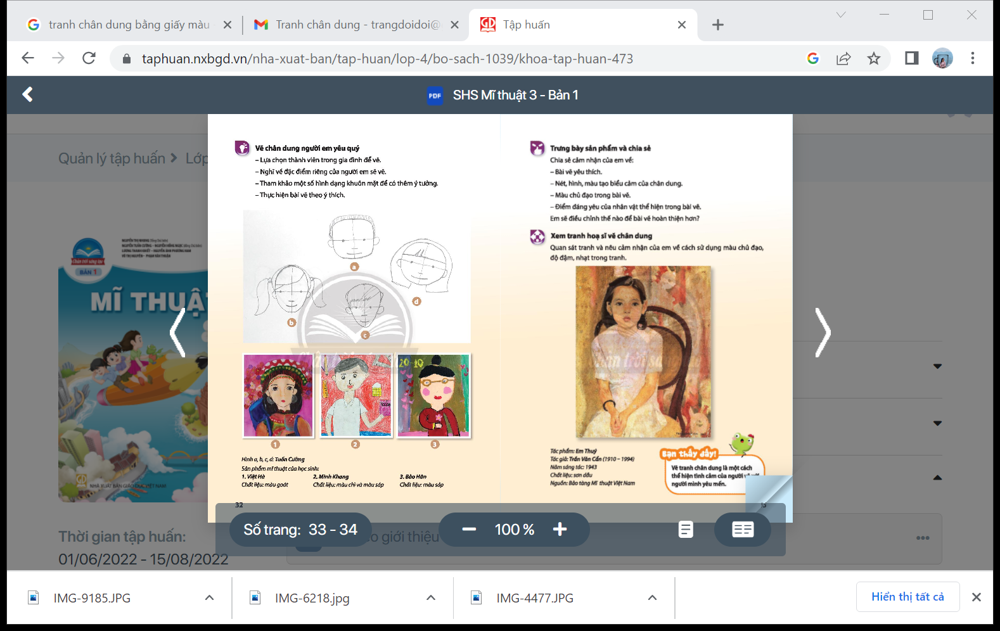 tranh chân dung bằng giấy màu
Tranh chân dung - trangdoidoi@
Tập huấn
taphuan.nxbgd.vn/nha-xuat-ban/tap-huan/lop-4/bo-sach-1039/khoa-tap-huan-473
PDF SHS Mĩ thuật 3 - Bản 1
Quản lý tập huấn > Lớp
Chân trời sáng tạo
BẢN 1
MĨ THUẬT
NHÀ XUẤT BẢN GIÁO DỤC VIỆT NAM
Thời gian tập huấn:
01/06/2022 - 15/08/2022
Vẽ chân dung người em yêu quý
– Lựa chọn thành viên trong gia đình để vẽ.
– Nghĩ về đặc điểm riêng của người em sẽ vẽ.
– Tham khảo một số hình dạng khuôn mặt để có thêm ý tưởng.
– Thực hiện bài vẽ theo ý thích.
a
b
c
d
20-10
1
2
3
Hình a, b, c, d: Tuấn Cường
Sản phẩm mĩ thuật của học sinh:
1. Việt Hà 2. Minh Khang 3. Bảo Hân
Chất liệu: màu goát Chất liệu: màu chì và màu sáp Chất liệu: màu sáp
32
Trưng bày sản phẩm và chia sẻ
Chia sẻ cảm nhận của em về:
– Bài vẽ yêu thích.
– Nét, hình, màu tạo biểu cảm của chân dung.
– Màu chủ đạo trong bài vẽ.
– Điểm đáng yêu của nhân vật thể hiện trong bài vẽ.
Em sẽ điều chỉnh thế nào để bài vẽ hoàn thiện hơn?
Xem tranh hoạ sĩ vẽ chân dung
Quan sát tranh và nêu cảm nhận của em về cách sử dụng màu chủ đạo,
độ đậm, nhạt trong tranh.
Tác phẩm: Em Thuý
Tác giả: Trần Văn Cẩn (1910 – 1994)
Năm sáng tác: 1943
Chất liệu: sơn dầu
Nguồn: Bảo tàng Mĩ thuật Việt Nam
Bạn thấy đấy!
Vẽ tranh chân dung là một cách
thể hiện tình cảm của người vẽ với
người mình yêu mến.
Số trang: 33 - 34
100 %
giới thiệu
IMG-9185.JPG
IMG-6218.jpg
IMG-4477.JPG
Hiển thị tất cả